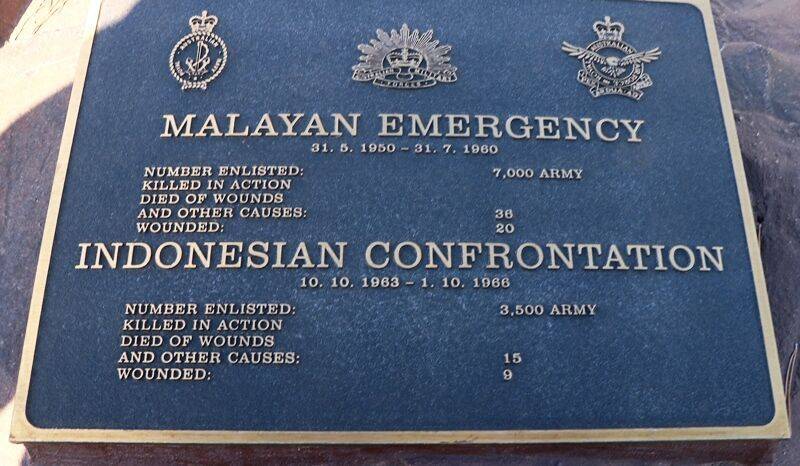 AUSTRALIAN
MALAYAN EMERGENCY
31. 5. 1950 – 31. 7. 1960
NUMBER ENLISTED: 7,000 ARMY
KILLED IN ACTION
DIED OF WOUNDS
AND OTHER CAUSES: 36
WOUNDED: 20
INDONESIAN CONFRONTATION
10. 10. 1963 – 1. 10. 1966
NUMBER ENLISTED: 3,500 ARMY
KILLED IN ACTION
DIED OF WOUNDS
AND OTHER CAUSES: 15
WOUNDED: 9